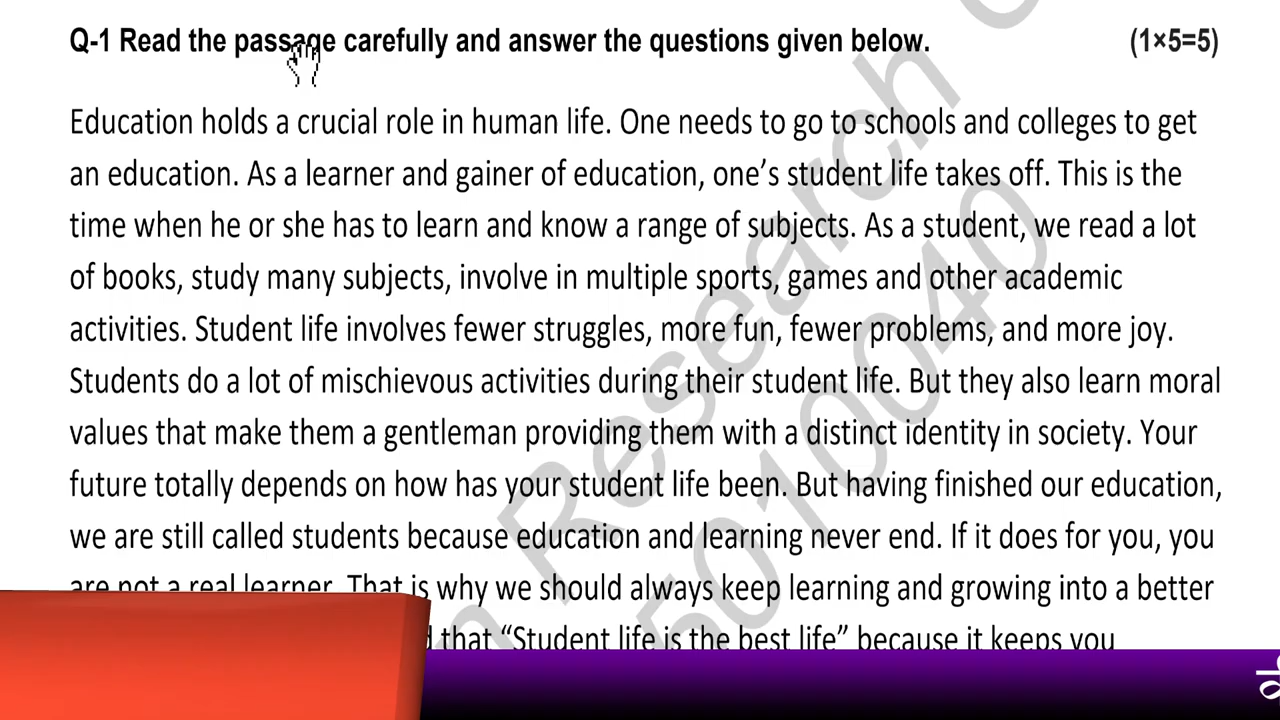 Q-1 Read the passage carefully and answer the questions given below. (1×5=5)
Education holds a crucial role in human life. One needs to go to schools and colleges to get
an education. As a learner and gainer of education, one’s student life takes off. This is the
time when he or she has to learn and know a range of subjects. As a student, we read a lot
of books, study many subjects, involve in multiple sports, games and other academic
activities. Student life involves fewer struggles, more fun, fewer problems, and more joy.
Students do a lot of mischievous activities during their student life. But they also learn moral
values that make them a gentleman providing them with a distinct identity in society. Your
future totally depends on how has your student life been. But having finished our education,
we are still called students because education and learning never end. If it does for you, you
are not a real learner. That is why we should always keep learning and growing into a better
that “Student life is the best life” because it keeps you
Research
5010040